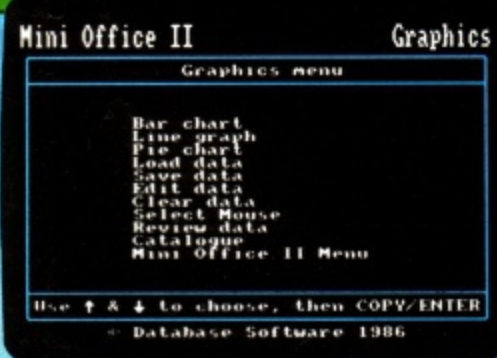 Mini Office II Graphics
Graphics menu
Bar chart
Line graph
Pie chart
Load data
Save data
Edit data
Clear data
Select Mouse
Review data
Catalogue
Mini Office II Menu
Use ↑ & ↓ to choose, then COPY/ENTER
© Database Software 1986